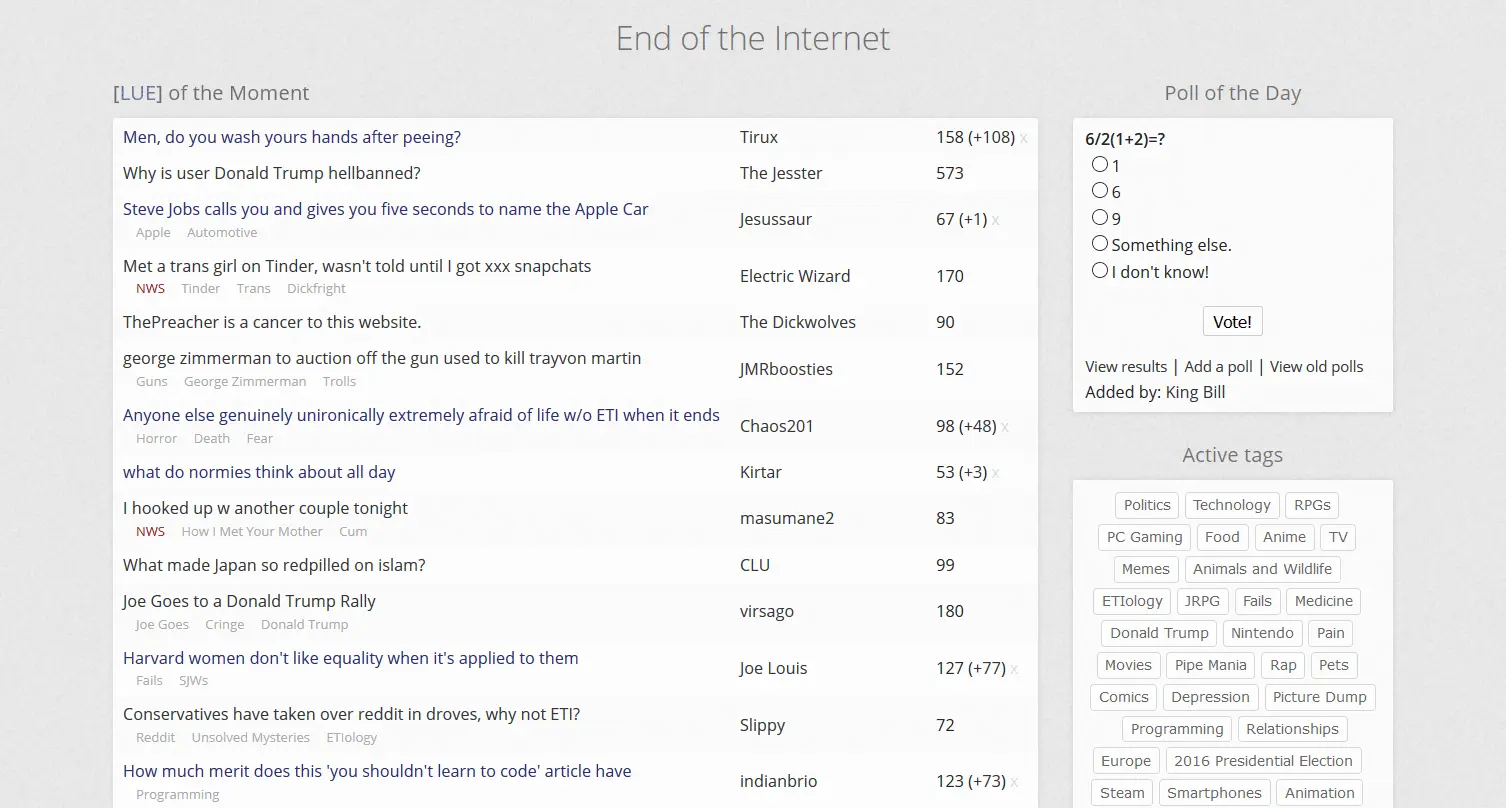 End of the Internet
[LUE] of the Moment
Men, do you wash yours hands after peeing? Tirux 158 (+108) x
Why is user Donald Trump hellbanned? The Jesster 573
Steve Jobs calls you and gives you five seconds to name the Apple Car Jesussaur 67 (+1) x
Apple Automotive
Met a trans girl on Tinder, wasn't told until I got xxx snapchats Electric Wizard 170
NWS Tinder Trans Dickfright
ThePreacher is a cancer to this website. The Dickwolves 90
george zimmerman to auction off the gun used to kill trayvon martin JMRboosties 152
Guns George Zimmerman Trolls
Anyone else genuinely unironically extremely afraid of life w/o ETI when it ends Chaos201 98 (+48) x
Horror Death Fear
what do normies think about all day Kirtar 53 (+3) x
I hooked up w another couple tonight masumane2 83
NWS How I Met Your Mother Cum
What made Japan so redpilled on islam? CLU 99
Joe Goes to a Donald Trump Rally virsago 180
Joe Goes Cringe Donald Trump
Harvard women don't like equality when it's applied to them Joe Louis 127 (+77) x
Fails SJWs
Conservatives have taken over reddit in droves, why not ETI? Slippy 72
Reddit Unsolved Mysteries ETIology
How much merit does this 'you shouldn't learn to code' article have indianbrio 123 (+73) x
Programming
Poll of the Day
6/2(1+2)=?
1
6
9
Something else.
I don't know!
Vote!
View results | Add a poll | View old polls
Added by: King Bill
Active tags
Politics Technology RPGs
PC Gaming Food Anime TV
Memes Animals and Wildlife
ETIology JRPG Fails Medicine
Donald Trump Nintendo Pain
Movies Pipe Mania Rap Pets
Comics Depression Picture Dump
Programming Relationships
Europe 2016 Presidential Election
Steam Smartphones Animation